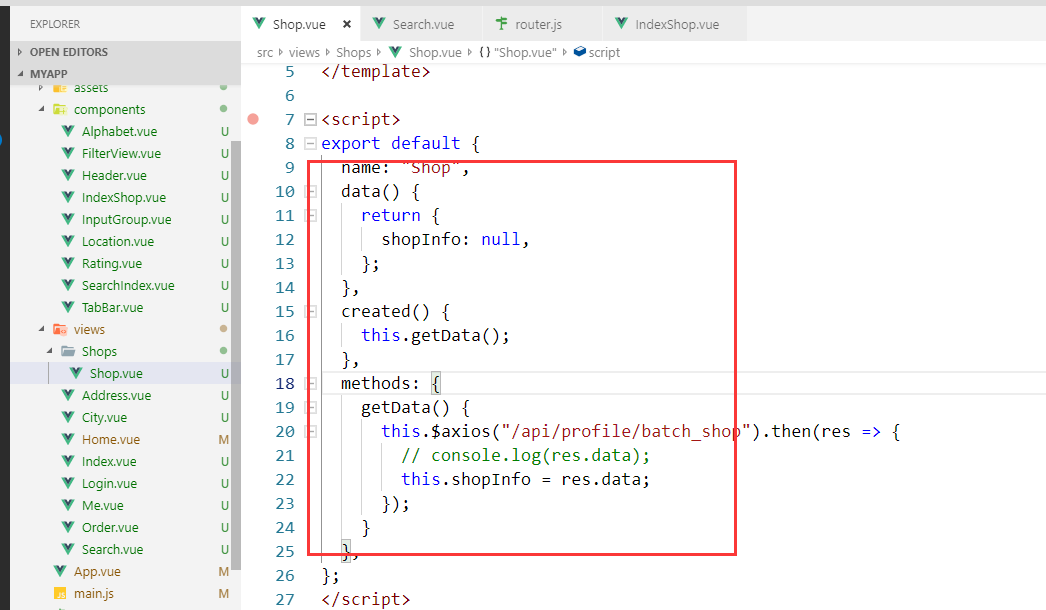 EXPLORER
Shop.vue × Search.vue router.js IndexShop.vue
OPEN EDITORS
src views Shops Shop.vue {} "Shop.vue" script
MYAPP
assets
components
Alphabet.vue U
FilterView.vue U
Header.vue U
IndexShop.vue U
InputGroup.vue U
Location.vue U
Rating.vue U
SearchIndex.vue U
TabBar.vue U
views
Shops
Shop.vue U
Address.vue U
City.vue U
Home.vue M
Index.vue U
Login.vue U
Me.vue U
Order.vue U
Search.vue U
App.vue M
JS main.js M
5 </template>
6
7 <script>
8 export default {
9 name: "Shop",
10 data() {
11 return {
12 shopInfo: null,
13 };
14 },
15 created() {
16 this.getData();
17 },
18 methods: {
19 getData() {
20 this.$axios("/api/profile/batch_shop").then(res => {
21 // console.log(res.data);
22 this.shopInfo = res.data;
23 });
24 }
25 },
26 };
27 </script>